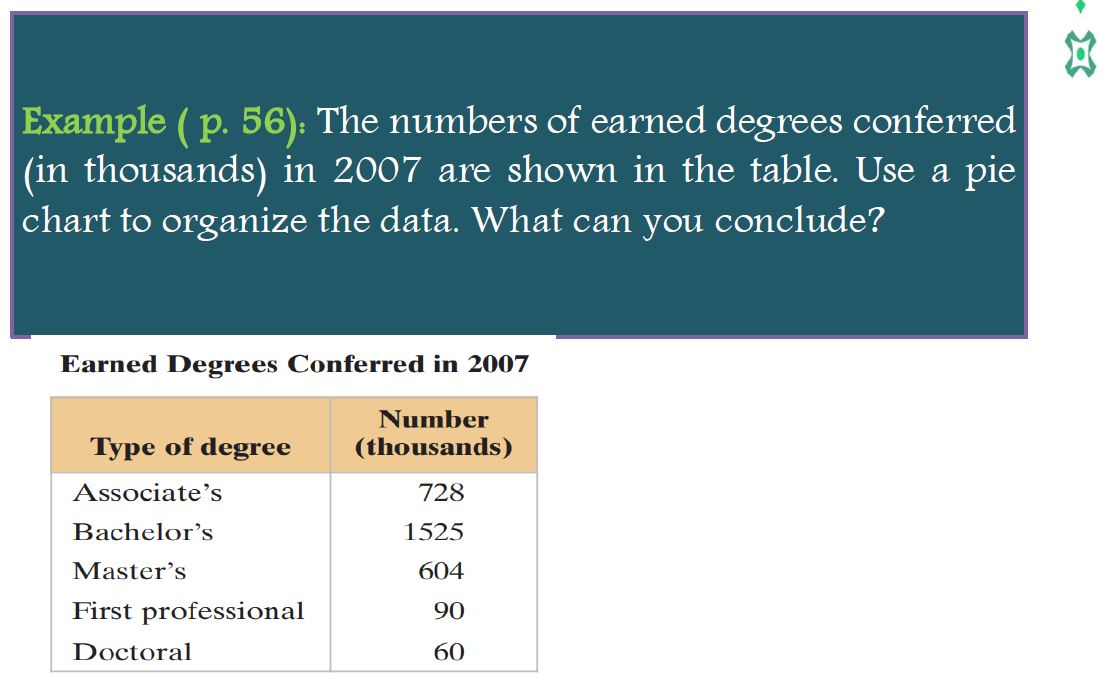 Example ( p. 56): The numbers of earned degrees conferred
(in thousands) in 2007 are shown in the table. Use a pie
chart to organize the data. What can you conclude?
Earned Degrees Conferred in 2007
Type of degree Number (thousands)
Associate’s 728
Bachelor’s 1525
Master’s 604
First professional 90
Doctoral 60